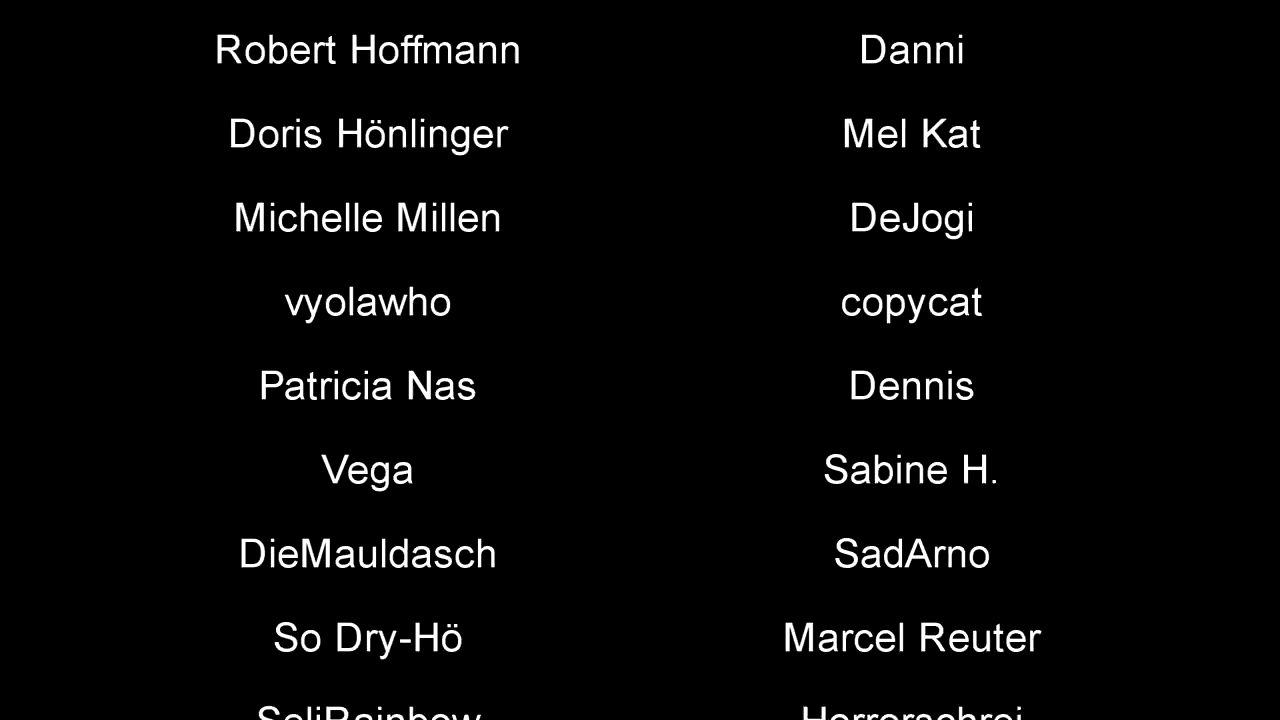 Robert Hoffmann Danni
Doris Hönlinger Mel Kat
Michelle Millen DeJogi
vyolawho copycat
Patricia Nas Dennis
Vega Sabine H.
DieMauldasch SadArno
So Dry-Hö Marcel Reuter